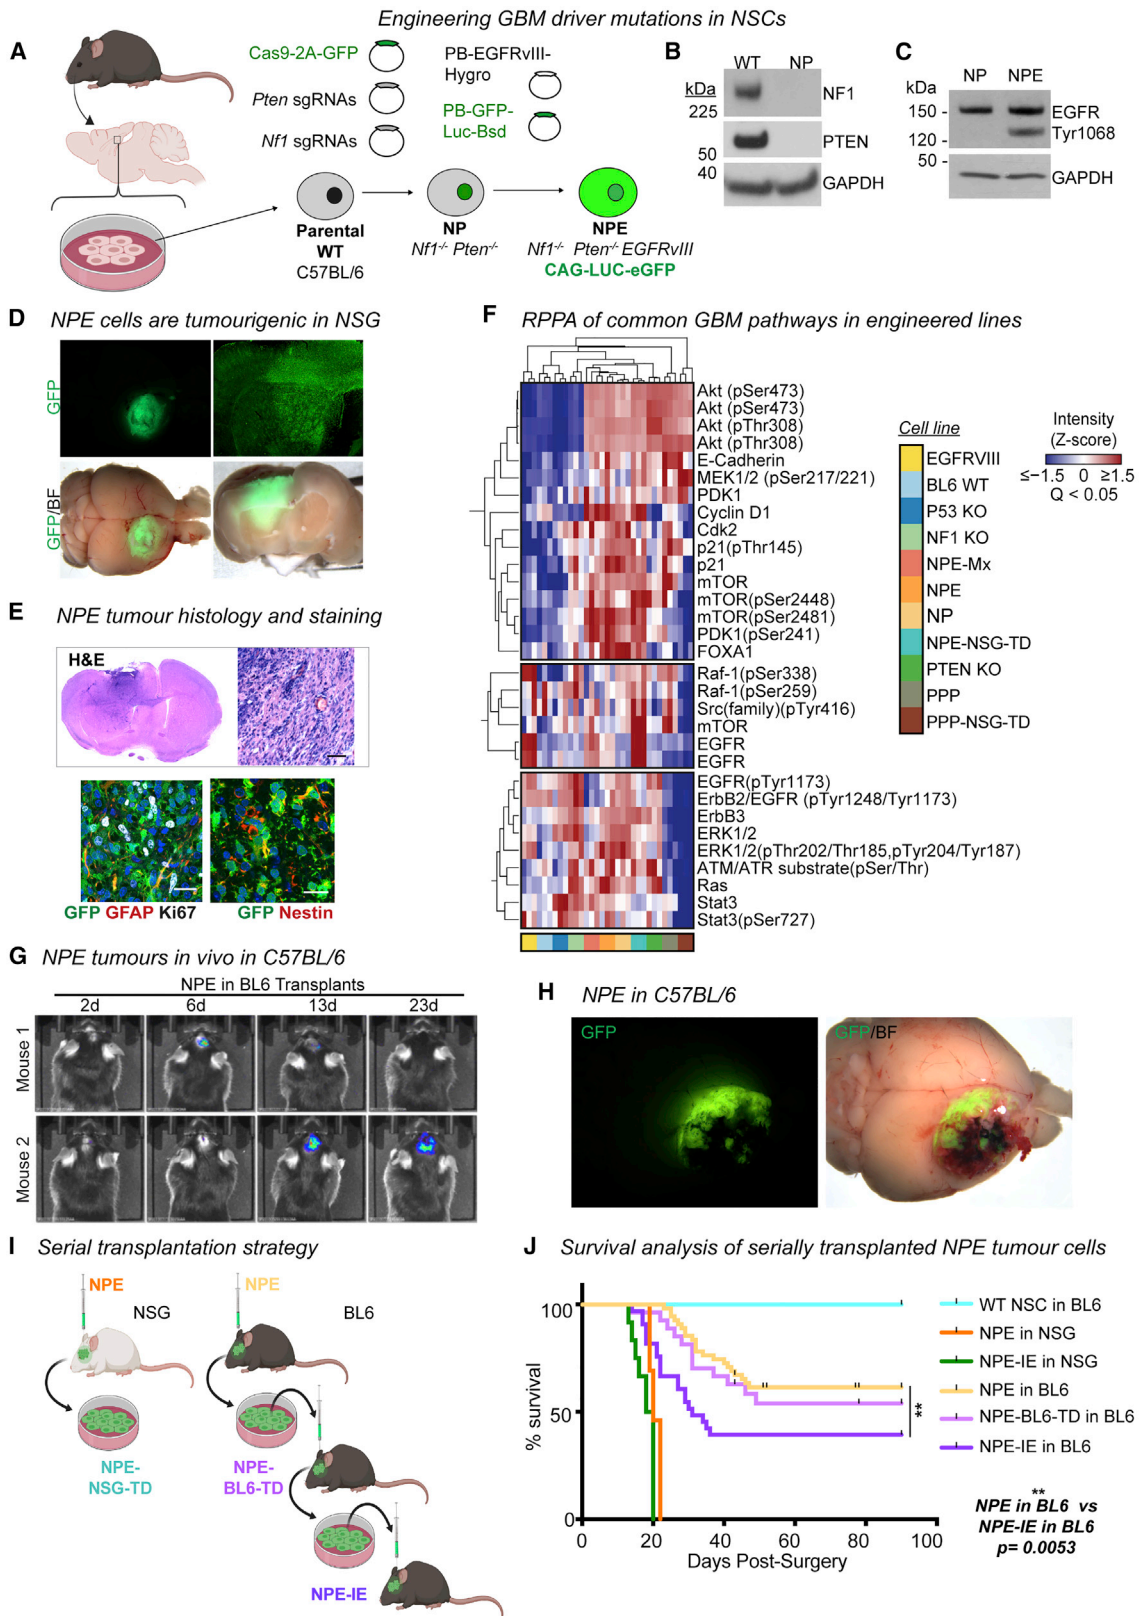 Engineering GBM driver mutations in NSCs
A
Cas9-2A-GFP
Pten sgRNAs
Nf1 sgRNAs
PB-EGFRvIII-
Hygro
PB-GFP-
Luc-Bsd
Parental
WT
C57BL/6
NP
Nf1-/- Pten-/-
NPE
Nf1-/- Pten-/- EGFRvIII
CAG-LUC-eGFP
B
WT NP
kDa
225
50
40
NF1
PTEN
GAPDH
C
NP NPE
kDa
150 -
120 -
50 -
EGFR
Tyr1068
GAPDH
D NPE cells are tumourigenic in NSG
GFP
GFP/BF
E NPE tumour histology and staining
H&E
GFP GFAP Ki67
GFP Nestin
F RPPA of common GBM pathways in engineered lines
Akt (pSer473)
Akt (pSer473)
Akt (pThr308)
Akt (pThr308)
E-Cadherin
MEK1/2 (pSer217/221)
PDK1
Cyclin D1
Cdk2
p21(pThr145)
p21
mTOR
mTOR(pSer2448)
mTOR(pSer2481)
PDK1(pSer241)
FOXA1
Raf-1(pSer338)
Raf-1(pSer259)
Src(family)(pTyr416)
mTOR
EGFR
EGFR
EGFR(pTyr1173)
ErbB2/EGFR (pTyr1248/Tyr1173)
ErbB3
ERK1/2
ERK1/2(pThr202/Thr185,pTyr204/Tyr187)
ATM/ATR substrate(pSer/Thr)
Ras
Stat3
Stat3(pSer727)
Cell line
EGFRVIII
BL6 WT
P53 KO
NF1 KO
NPE-Mx
NPE
NP
NPE-NSG-TD
PTEN KO
PPP
PPP-NSG-TD
Intensity
(Z-score)
≤−1.5 0 ≥1.5
Q < 0.05
G NPE tumours in vivo in C57BL/6
NPE in BL6 Transplants
2d 6d 13d 23d
Mouse 1
Mouse 2
H NPE in C57BL/6
GFP
GFP/BF
I Serial transplantation strategy
NPE
NSG
NPE
BL6
NPE-
NSG-TD
NPE-
BL6-TD
NPE-IE
J Survival analysis of serially transplanted NPE tumour cells
% survival
100
50
0
0 20 40 60 80 100
Days Post-Surgery
**
WT NSC in BL6
NPE in NSG
NPE-IE in NSG
NPE in BL6
NPE-BL6-TD in BL6
NPE-IE in BL6
**
NPE in BL6 vs
NPE-IE in BL6
p= 0.0053